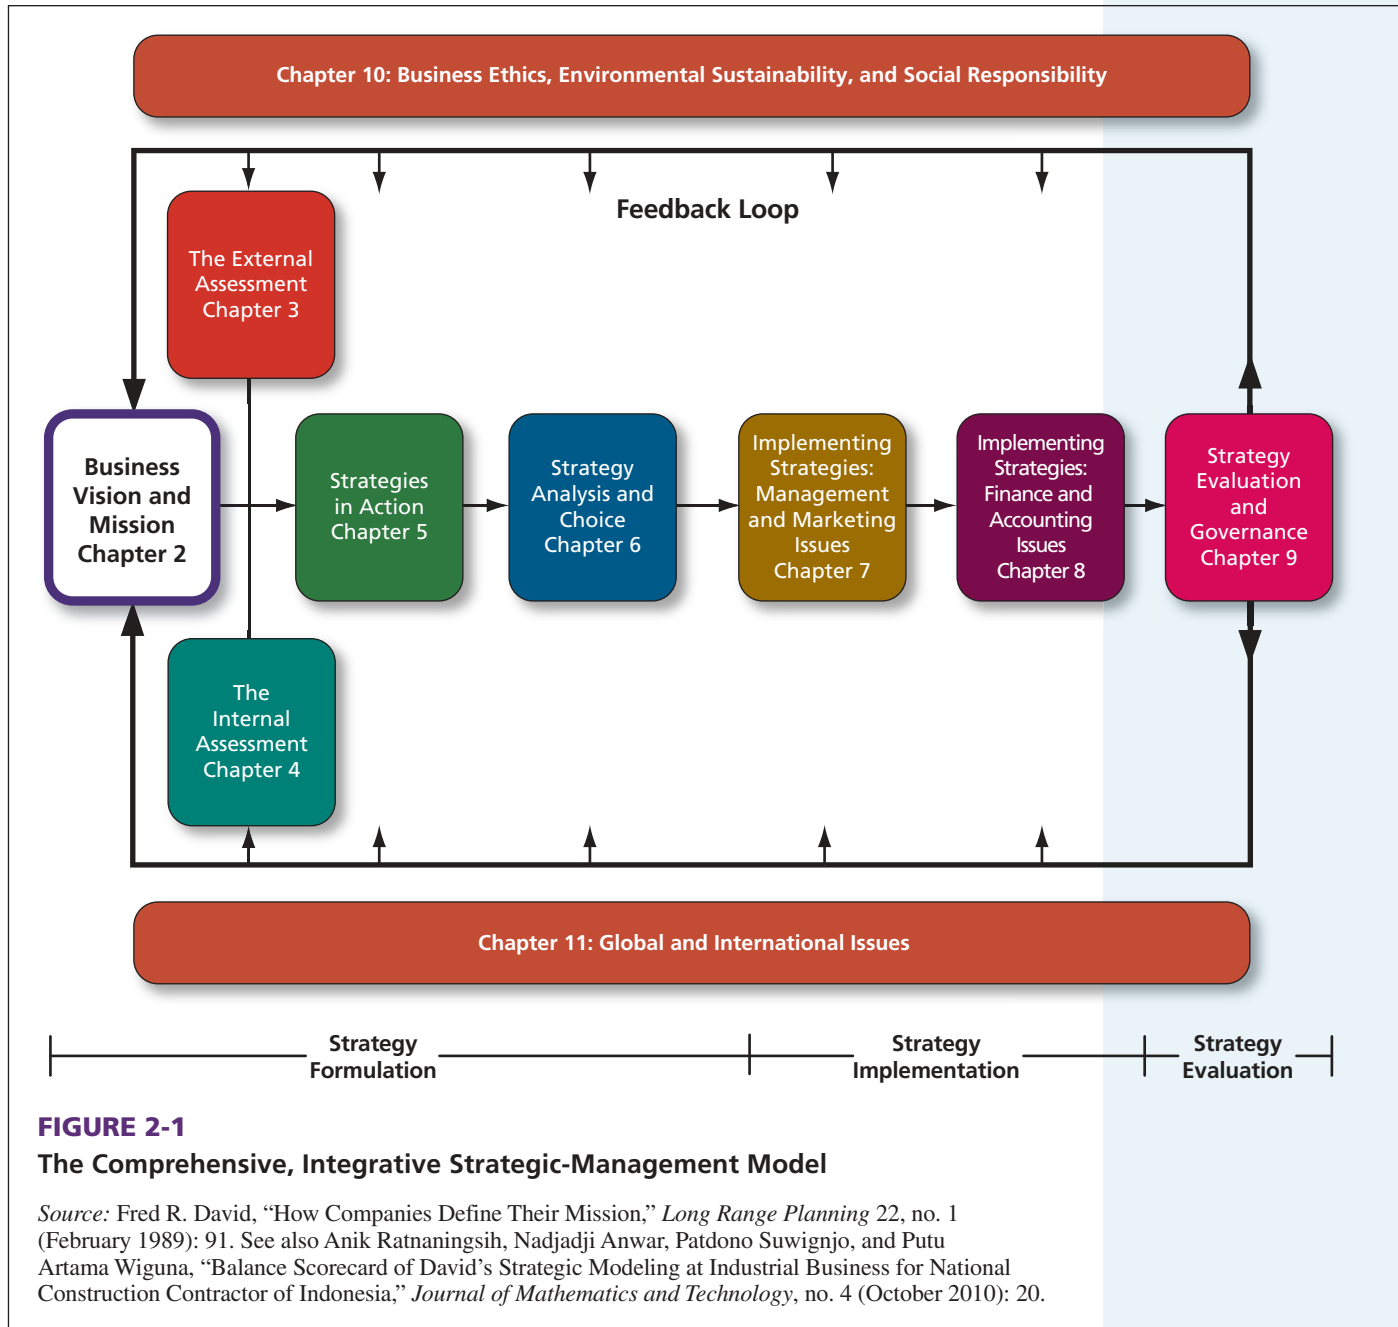 Chapter 10: Business Ethics, Environmental Sustainability, and Social Responsibility
Feedback Loop
The External
Assessment
Chapter 3
Business
Vision and
Mission
Chapter 2
Strategies
in Action
Chapter 5
Strategy
Analysis and
Choice
Chapter 6
Implementing
Strategies:
Management
and Marketing
Issues
Chapter 7
Implementing
Strategies:
Finance and
Accounting
Issues
Chapter 8
Strategy
Evaluation
and
Governance
Chapter 9
The
Internal
Assessment
Chapter 4
Chapter 11: Global and International Issues
Strategy
Formulation
Strategy
Implementation
Strategy
Evaluation
FIGURE 2-1
The Comprehensive, Integrative Strategic-Management Model
Source: Fred R. David, “How Companies Define Their Mission,” Long Range Planning 22, no. 1
(February 1989): 91. See also Anik Ratnaningsih, Nadjadji Anwar, Patdono Suwignjo, and Putu
Artama Wiguna, “Balance Scorecard of David’s Strategic Modeling at Industrial Business for National
Construction Contractor of Indonesia,” Journal of Mathematics and Technology, no. 4 (October 2010): 20.